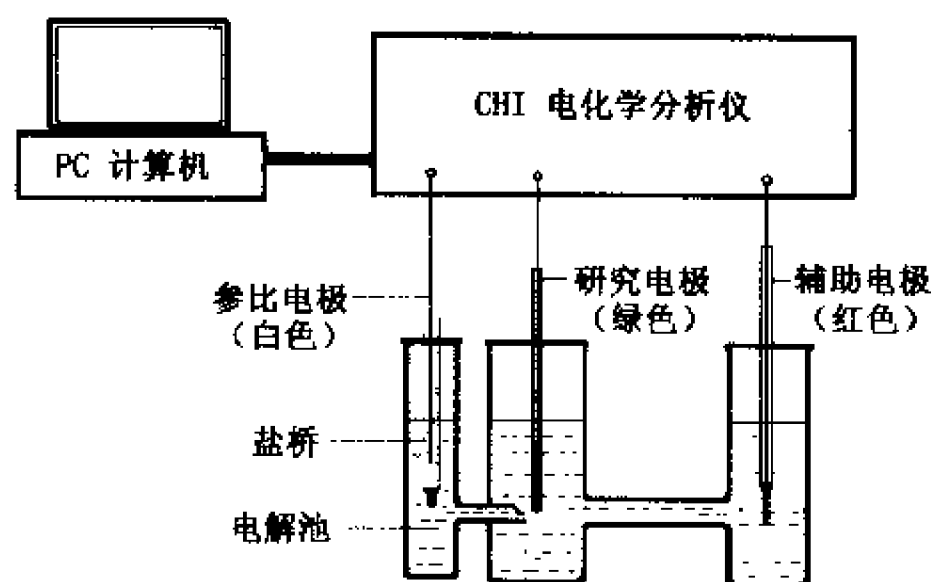 CHI 电化学分析仪
PC 计算机
参比电极
（白色）
研究电极
（绿色）
辅助电极
（红色）
盐桥
电解池